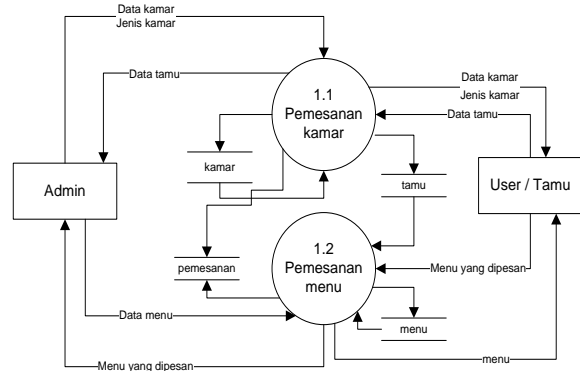 Data kamar
Jenis kamar
Data tamu
1.1
Pemesanan
kamar
Data kamar
Jenis kamar
Data tamu
kamar
tamu
Admin
User / Tamu
pemesanan
1.2
Pemesanan
menu
Menu yang dipesan
Data menu
menu
Menu yang dipesan
menu